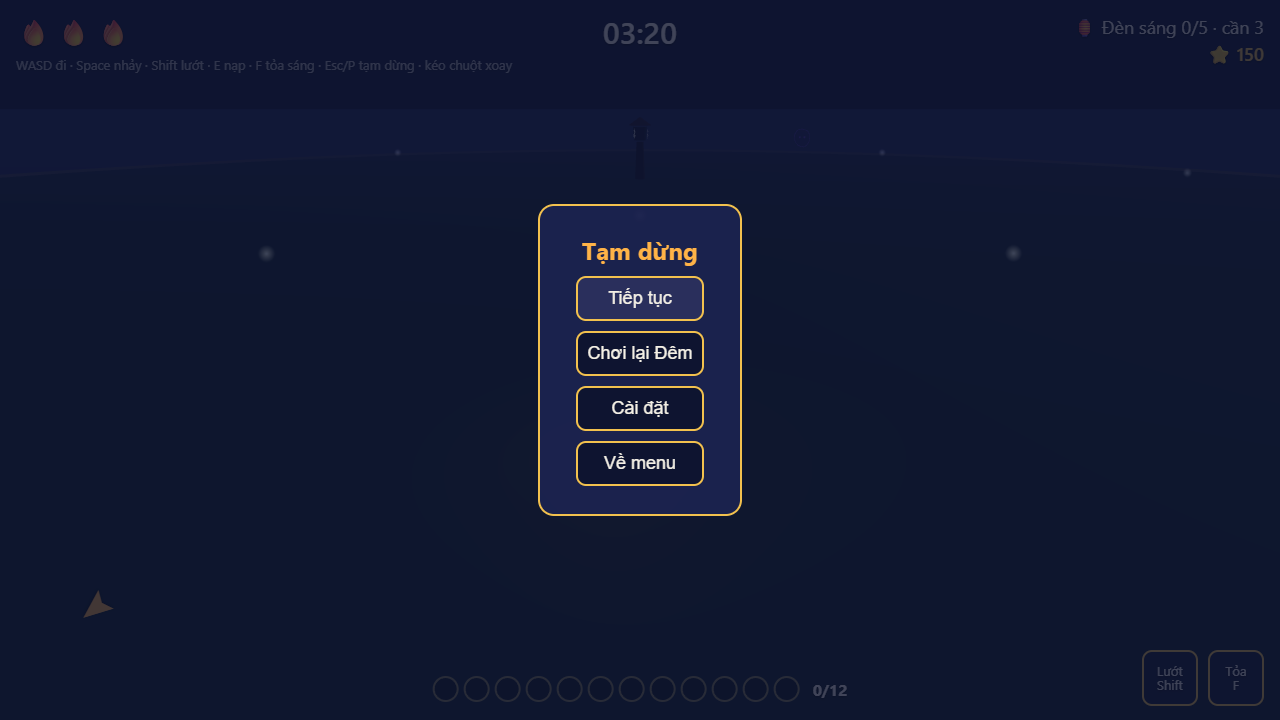 03:20
Đèn sáng 0/5 · cần 3
150
WASD đi · Space nhảy · Shift lướt · E nạp · F tỏa sáng · Esc/P tạm dừng · kéo chuột xoay
Tạm dừng
Tiếp tục
Chơi lại Đêm
Cài đặt
Về menu
0/12
Lướt
Shift
Tỏa
F